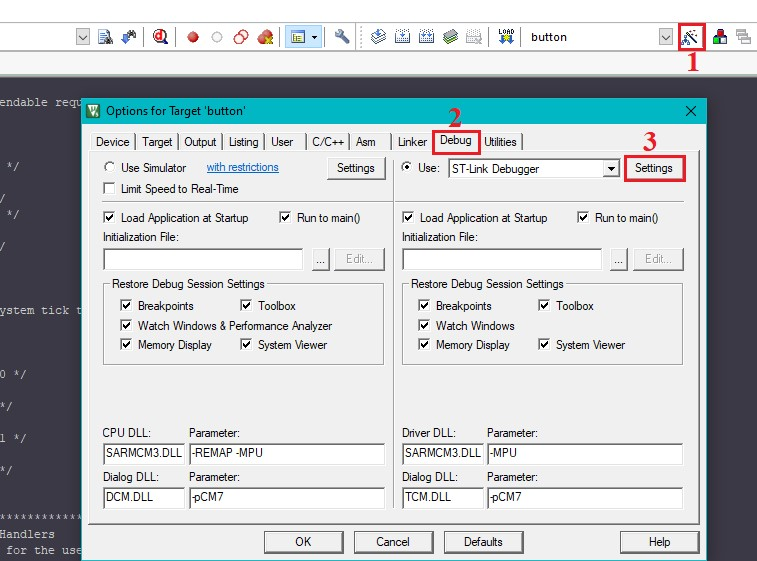 LOAD
button
1
endable requ
Options for Target 'button'
2
Device Target Output Listing User C/C++ Asm Linker Debug Utilities
3
Use Simulator with restrictions Settings
Use: ST-Link Debugger Settings
Limit Speed to Real-Time
*/
/
*/
/
Load Application at Startup Run to main()
Load Application at Startup Run to main()
Initialization File:
Initialization File:
... Edit...
... Edit...
Restore Debug Session Settings
Restore Debug Session Settings
ystem tick t
Breakpoints Toolbox
Breakpoints Toolbox
Watch Windows & Performance Analyzer
Watch Windows
Memory Display System Viewer
Memory Display System Viewer
0 */
*/
l */
*/
CPU DLL: Parameter:
Driver DLL: Parameter:
SARMCM3.DLL -REMAP -MPU
SARMCM3.DLL -MPU
Dialog DLL: Parameter:
Dialog DLL: Parameter:
DCM.DLL -pCM7
TCM.DLL -pCM7
*************
Handlers
for the use
OK Cancel Defaults Help